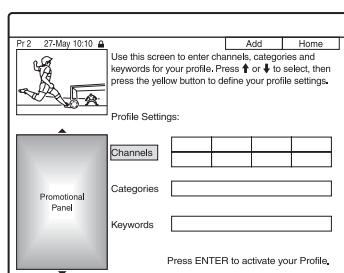 Pr 2 27-May 10:10
Add Home
Use this screen to enter channels, categories and
keywords for your profile. Press ⬆ or ⬇ to select, then
press the yellow button to define your profile settings.
Profile Settings:
Channels
Promotional
Panel
Categories
Keywords
Press ENTER to activate your Profile.